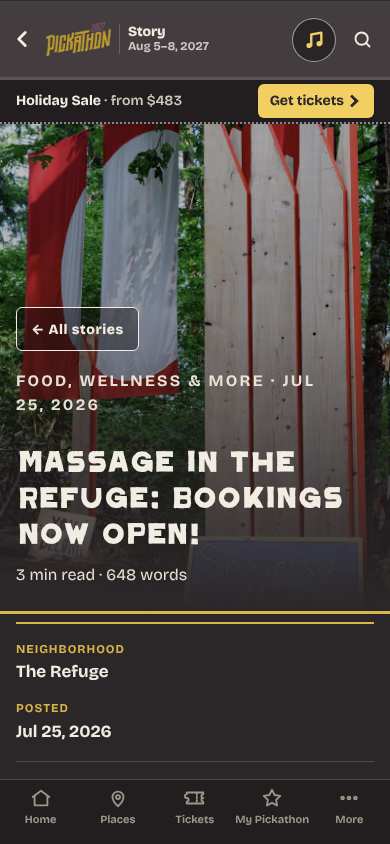 PICKATHON
Story
Aug 5–8, 2027
Holiday Sale · from $483
Get tickets
← All stories
FOOD, WELLNESS & MORE · JUL
25, 2026
MASSAGE IN THE
REFUGE: BOOKINGS
NOW OPEN!
3 min read · 648 words
NEIGHBORHOOD
The Refuge
POSTED
Jul 25, 2026
Home
Places
Tickets
My Pickathon
More